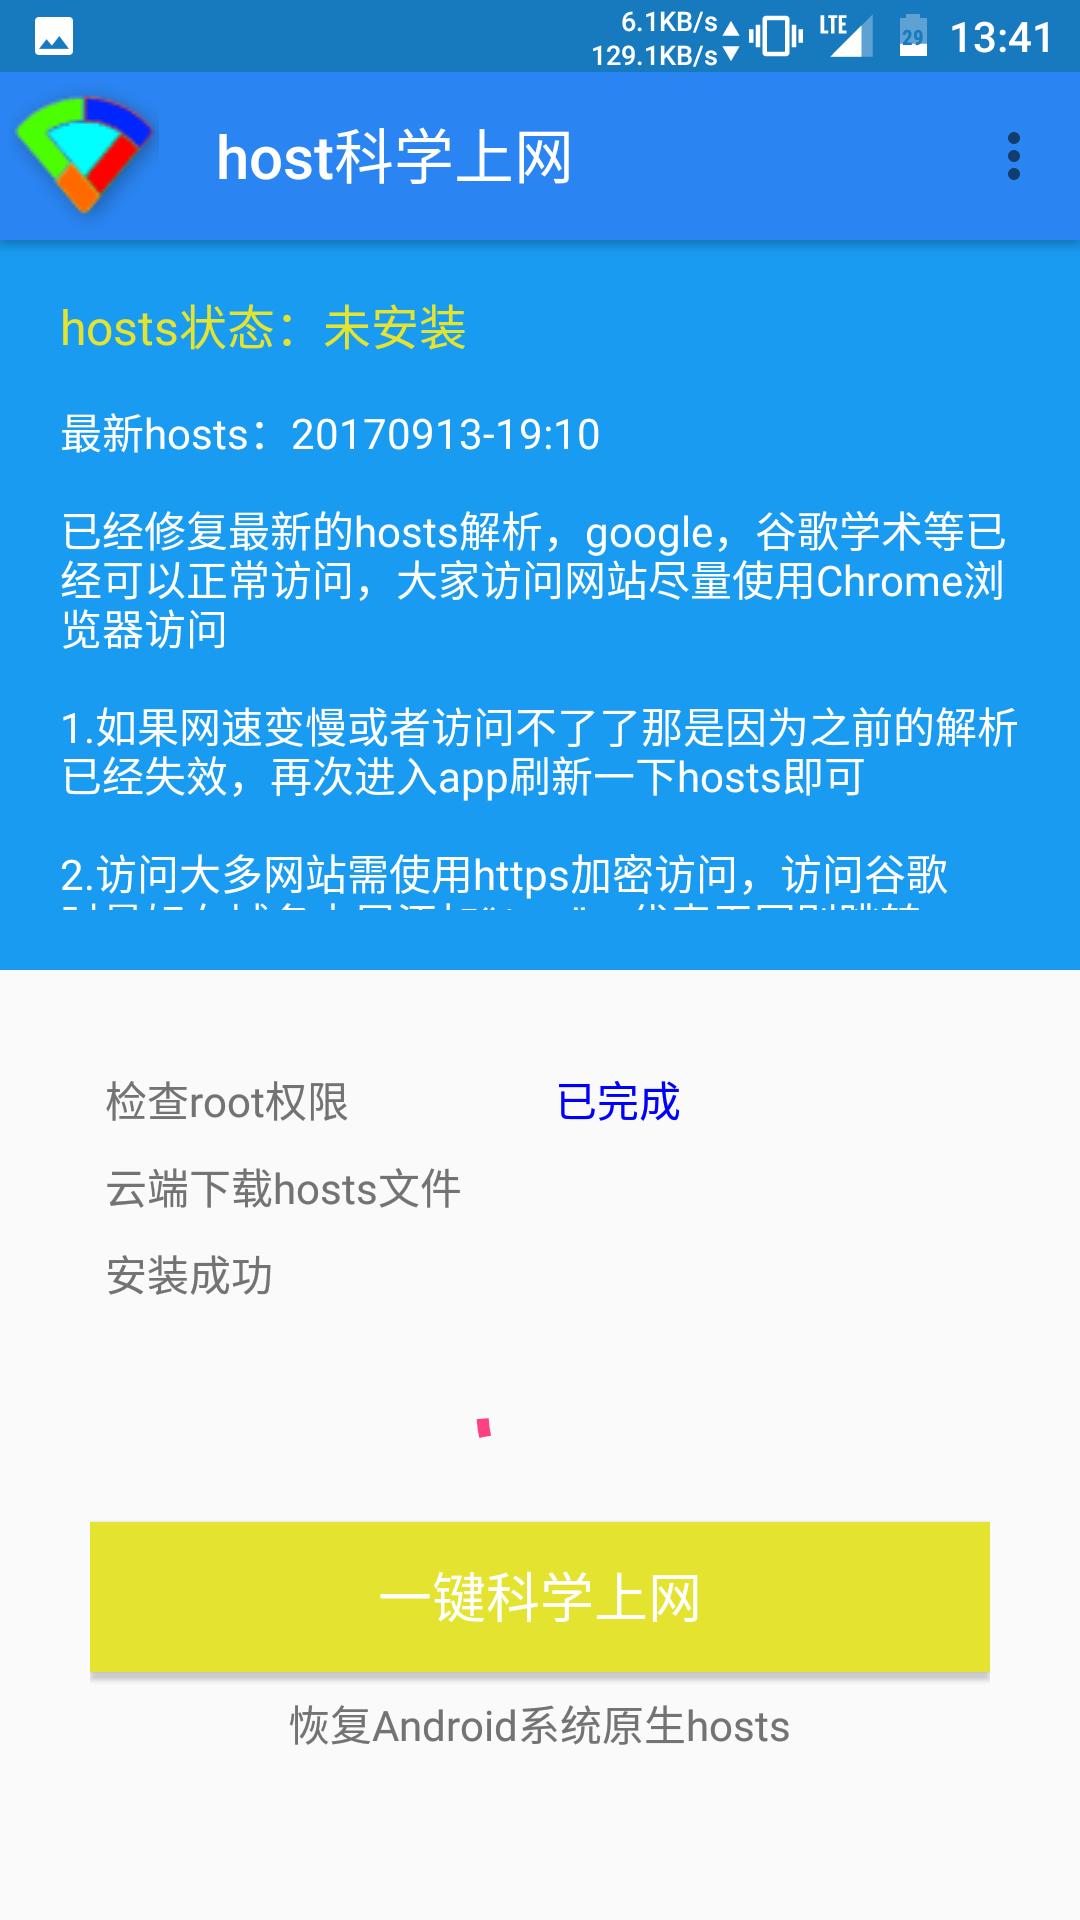 6.1KB/s
129.1KB/s
LTE
29
13:41
host科学上网
hosts状态：未安装
最新hosts：20170913-19:10
已经修复最新的hosts解析，google，谷歌学术等已
经可以正常访问，大家访问网站尽量使用Chrome浏
览器访问
1.如果网速变慢或者访问不了了那是因为之前的解析
已经失效，再次进入app刷新一下hosts即可
2.访问大多网站需使用https加密访问，访问谷歌
检查root权限
已完成
云端下载hosts文件
安装成功
一键科学上网
恢复Android系统原生hosts